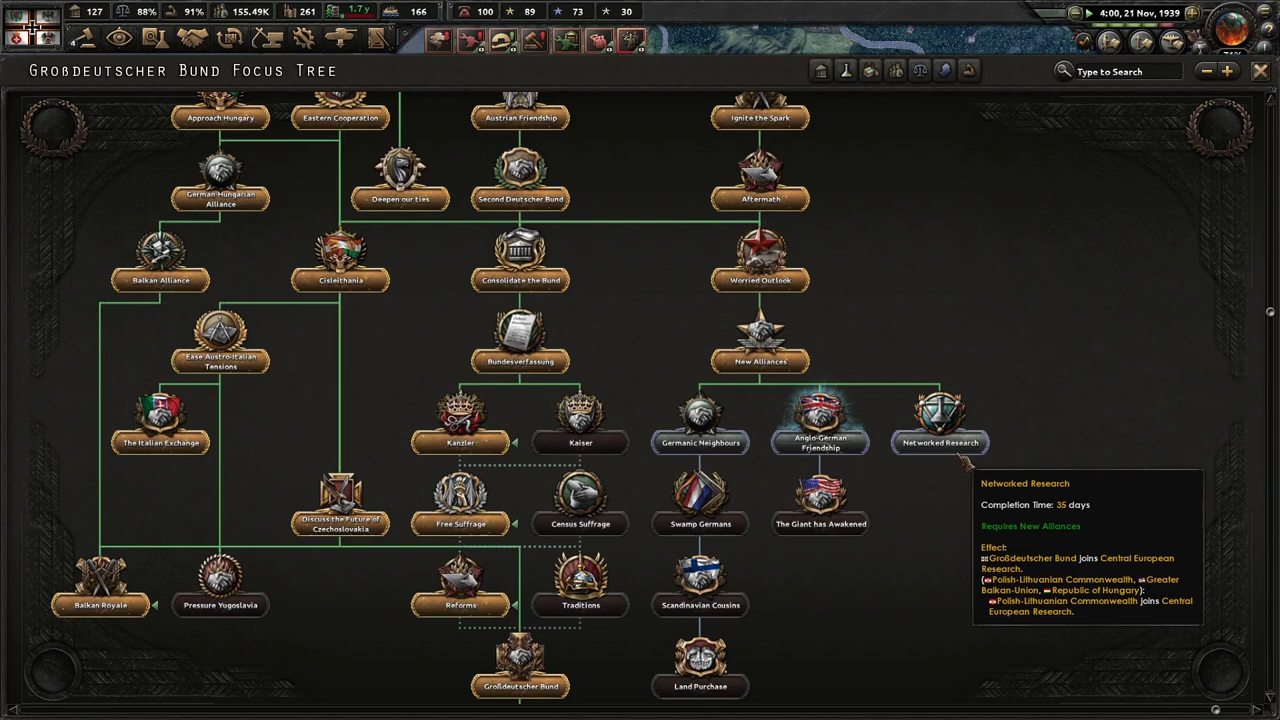 127 88% 91% 155.49K 261 1.7 y 166 100 89 73 30 4:00, 21 Nov, 1939
4
71%
Großdeutscher Bund Focus Tree
Type to Search
Approach Hungary Eastern Cooperation Austrian Friendship Ignite the Spark
German-Hungarian
Alliance
Deepen our ties Second Deutscher Bund Aftermath
Balkan Alliance Cisleithania Consolidate the Bund Worried Outlook
Ease Austro-Italian
Tensions
Bundesverfassung New Alliances
The Italian Exchange Kanzler Kaiser Germanic Neighbours
Anglo-German
Friendship
Networked Research
Networked Research
Completion Time: 35 days
Requires New Alliances
Effect:
Großdeutscher Bund joins Central European
Research.
(Polish-Lithuanian Commonwealth, Greater
Balkan-Union, Republic of Hungary):
Polish-Lithuanian Commonwealth joins Central
European Research.
Discuss the Future of
Czechoslovakia
Free Suffrage Census Suffrage Swamp Germans The Giant has Awakened
Balkan Royale Pressure Yugoslavia Reforms Traditions Scandinavian Cousins
Großdeutscher Bund Land Purchase